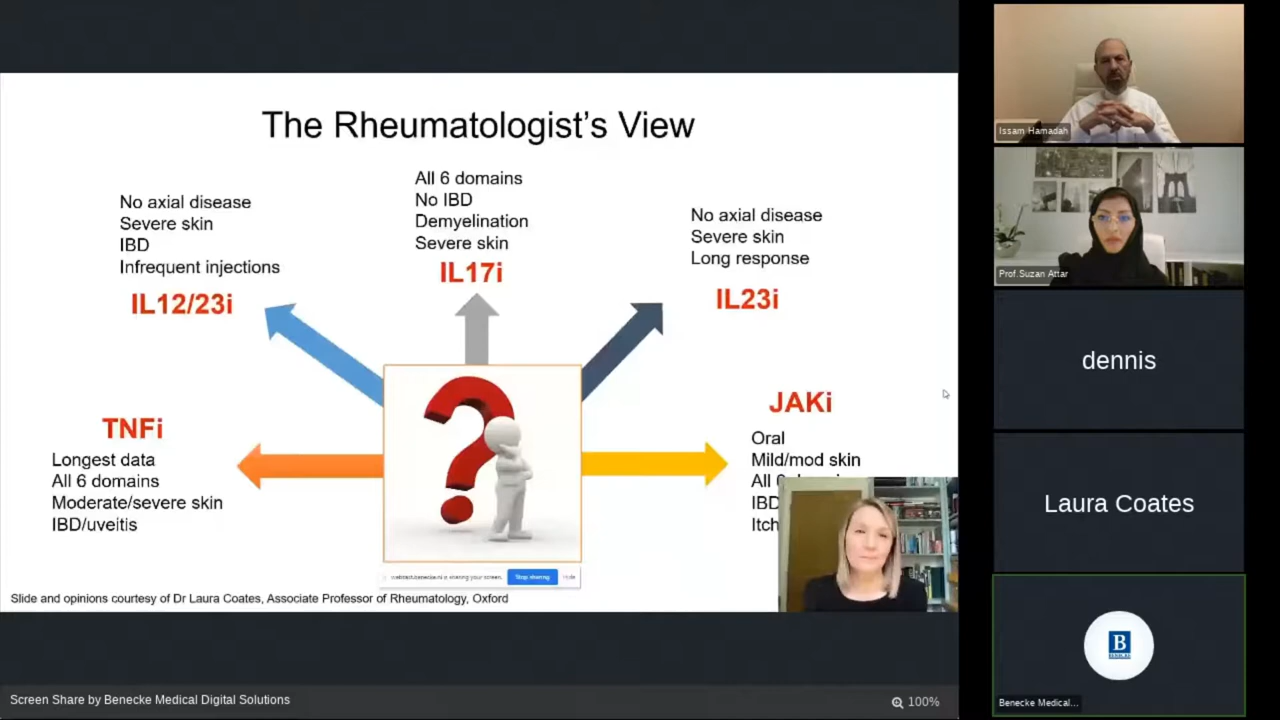 The Rheumatologist's View
No axial disease
Severe skin
IBD
Infrequent injections
IL12/23i
All 6 domains
No IBD
Demyelination
Severe skin
IL17i
No axial disease
Severe skin
Long response
IL23i
TNFi
Longest data
All 6 domains
Moderate/severe skin
IBD/uveitis
JAKi
Oral
Mild/mod skin
All
IBD
Itch
is sharing your screen.
Stop sharing
Hide
Slide and opinions courtesy of Dr Laura Coates, Associate Professor of Rheumatology, Oxford
Screen Share by Benecke Medical Digital Solutions
100%
Issam Hamadah
Prof.Suzan Attar
dennis
Laura Coates
B
Benecke Medical...